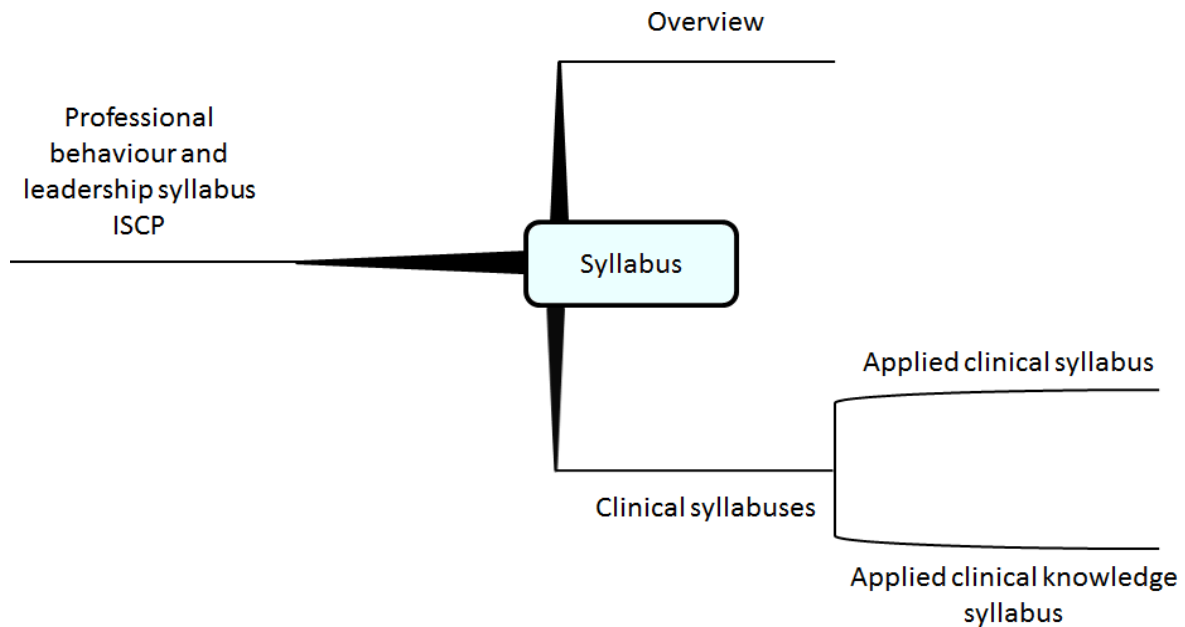 Overview
Professional
behaviour and
leadership syllabus
ISCP
Syllabus
Applied clinical syllabus
Clinical syllabuses
Applied clinical knowledge
syllabus